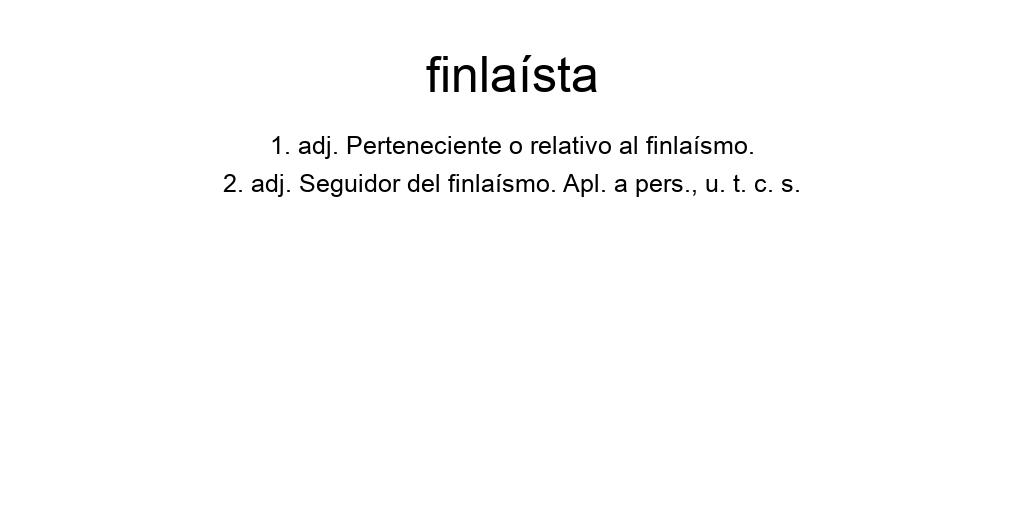 finlaísta
1. adj. Perteneciente o relativo al finlaísmo.
2. adj. Seguidor del finlaísmo. Apl. a pers., u. t. c. s.